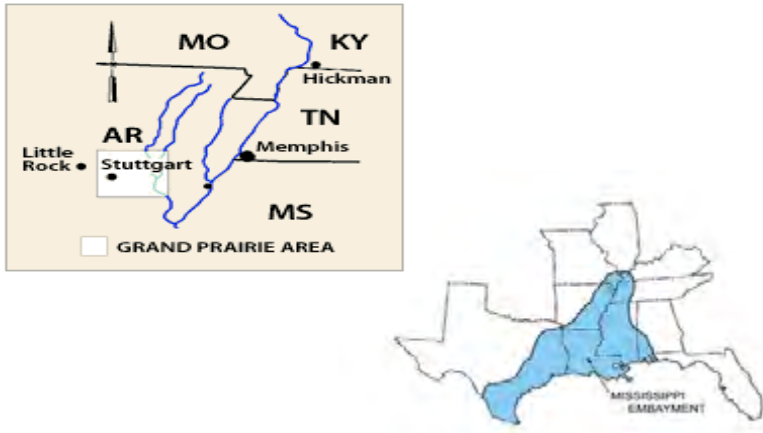 MO
KY
Hickman
TN
AR
Memphis
Little
Rock
Stuttgart
MS
GRAND PRAIRIE AREA
MISSISSIPPI
EMBAYMENT